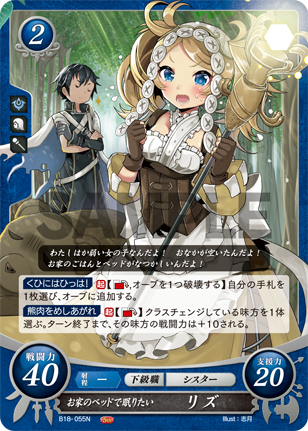 2
SAMPLE
わたしはか弱い女の子なんだよ！　おなかが空いたんだよ！
お家のごはんとベッドがなつかしいんだよ！
くひにはひっは！ 起【、オーブを1つ破壊する】自分の手札を
1枚選び、オーブに追加する。
熊肉をめしあがれ 起【】クラスチェンジしている味方を1体
選ぶ。ターン終了まで、その味方の戦闘力は＋10される。
戦闘力
40
射程
－
下級職
シスター
支援力
20
お家のベッドで眠りたい
リズ
B18-055N
Illust：志月